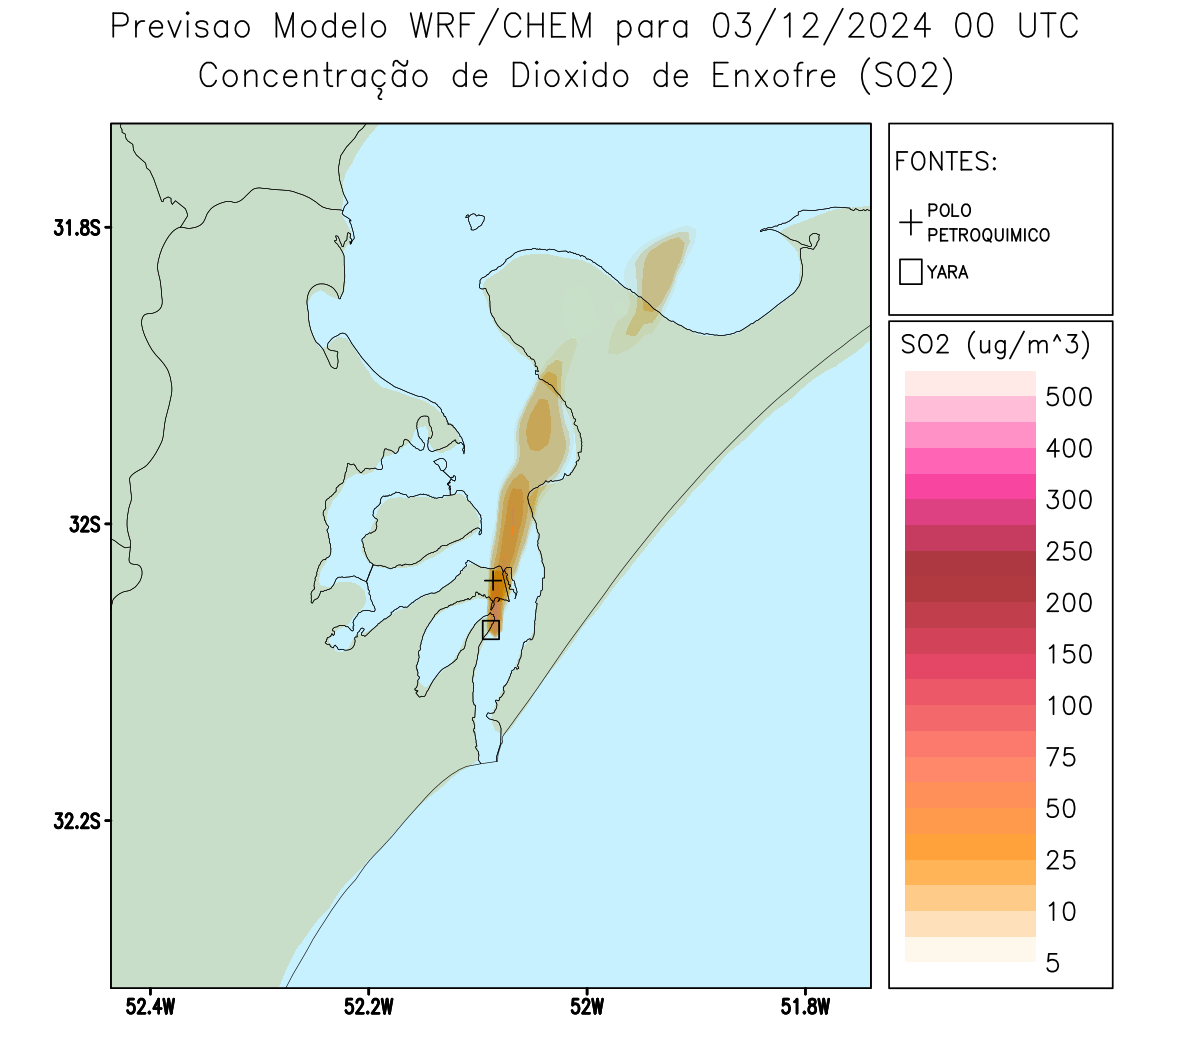 Previsao Modelo WRF/CHEM para 03/12/2024 00 UTC
Concentração de Dioxido de Enxofre (SO2)
FONTES:
POLO
PETROQUIMICO
YARA
SO2 (ug/m^3)
500
400
300
250
200
150
100
75
50
25
10
5
31.8S
32S
32.2S
52.4W
52.2W
52W
51.8W